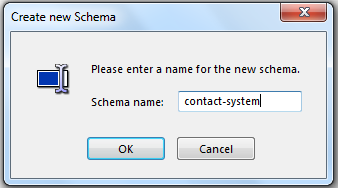 Create new Schema
Please enter a name for the new schema.
Schema name: contact-system
OK Cancel